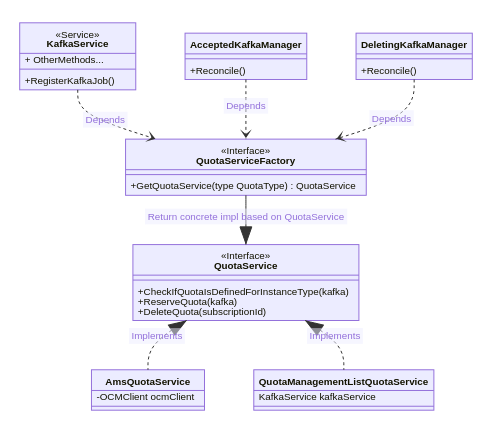 «Service»
KafkaService
+ OtherMethods...
+RegisterKafkaJob()
AcceptedKafkaManager
+Reconcile()
DeletingKafkaManager
+Reconcile()
Depends
Depends
Depends
«Interface»
QuotaServiceFactory
+GetQuotaService(type QuotaType) : QuotaService
Return concrete impl based on QuotaService
«Interface»
QuotaService
+CheckIfQuotaIsDefinedForInstanceType(kafka)
+ReserveQuota(kafka)
+DeleteQuota(subscriptionId)
Implements
Implements
AmsQuotaService
-OCMClient ocmClient
QuotaManagementListQuotaService
KafkaService kafkaService